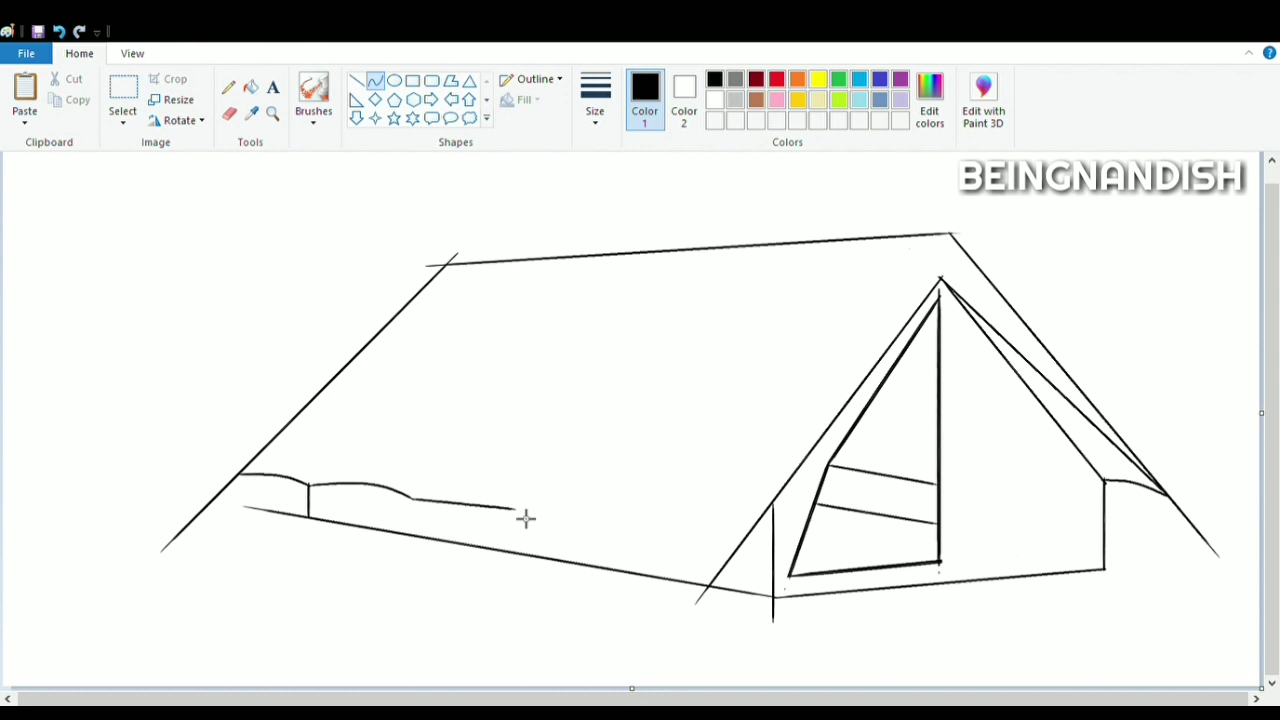 File Home View
Cut
Copy
Paste
Clipboard
Select
Crop
Resize
Rotate
Image
A
Tools
Brushes
Shapes
Outline
Fill
Size
Color 1
Color 2
Edit colors
Colors
Edit with Paint 3D
BEINGNANDISH